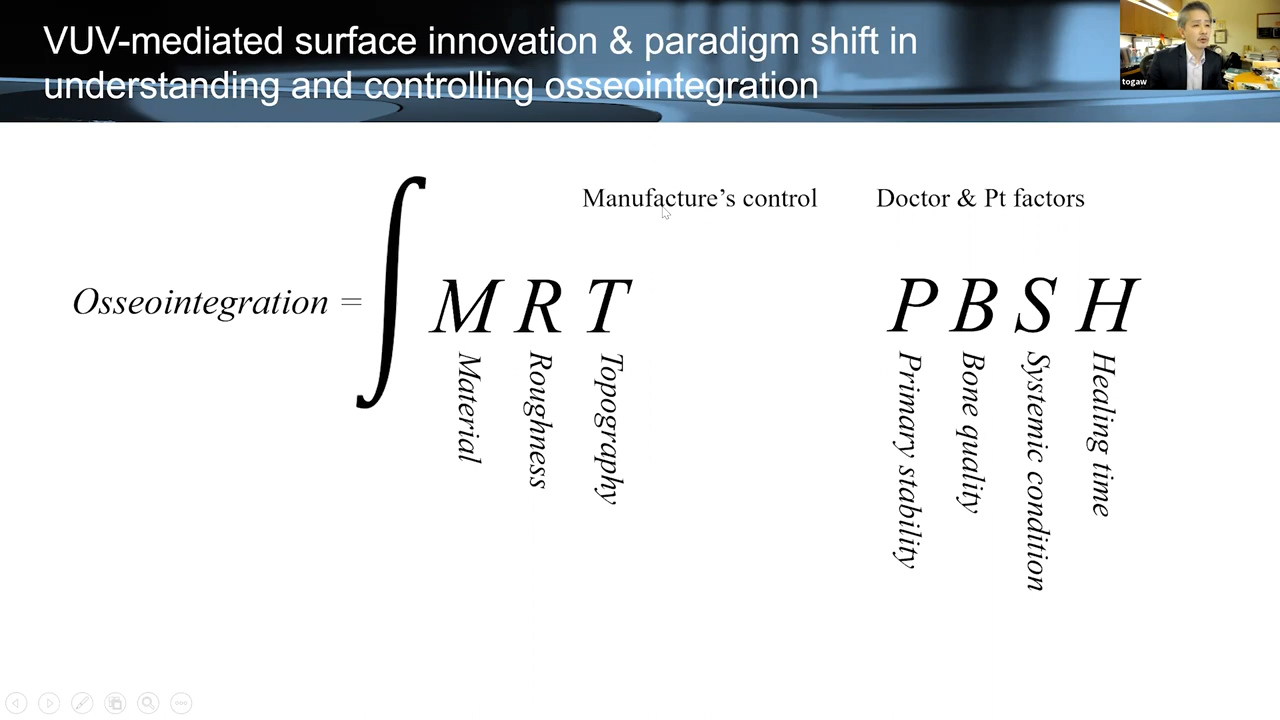 VUV-mediated surface innovation & paradigm shift in
understanding and controlling osseointegration
togaw
Manufacture's control
Doctor & Pt factors
Osseointegration = ∫ M R T P B S H
Material
Roughness
Topography
Primary stability
Bone quality
Systemic condition
Healing time